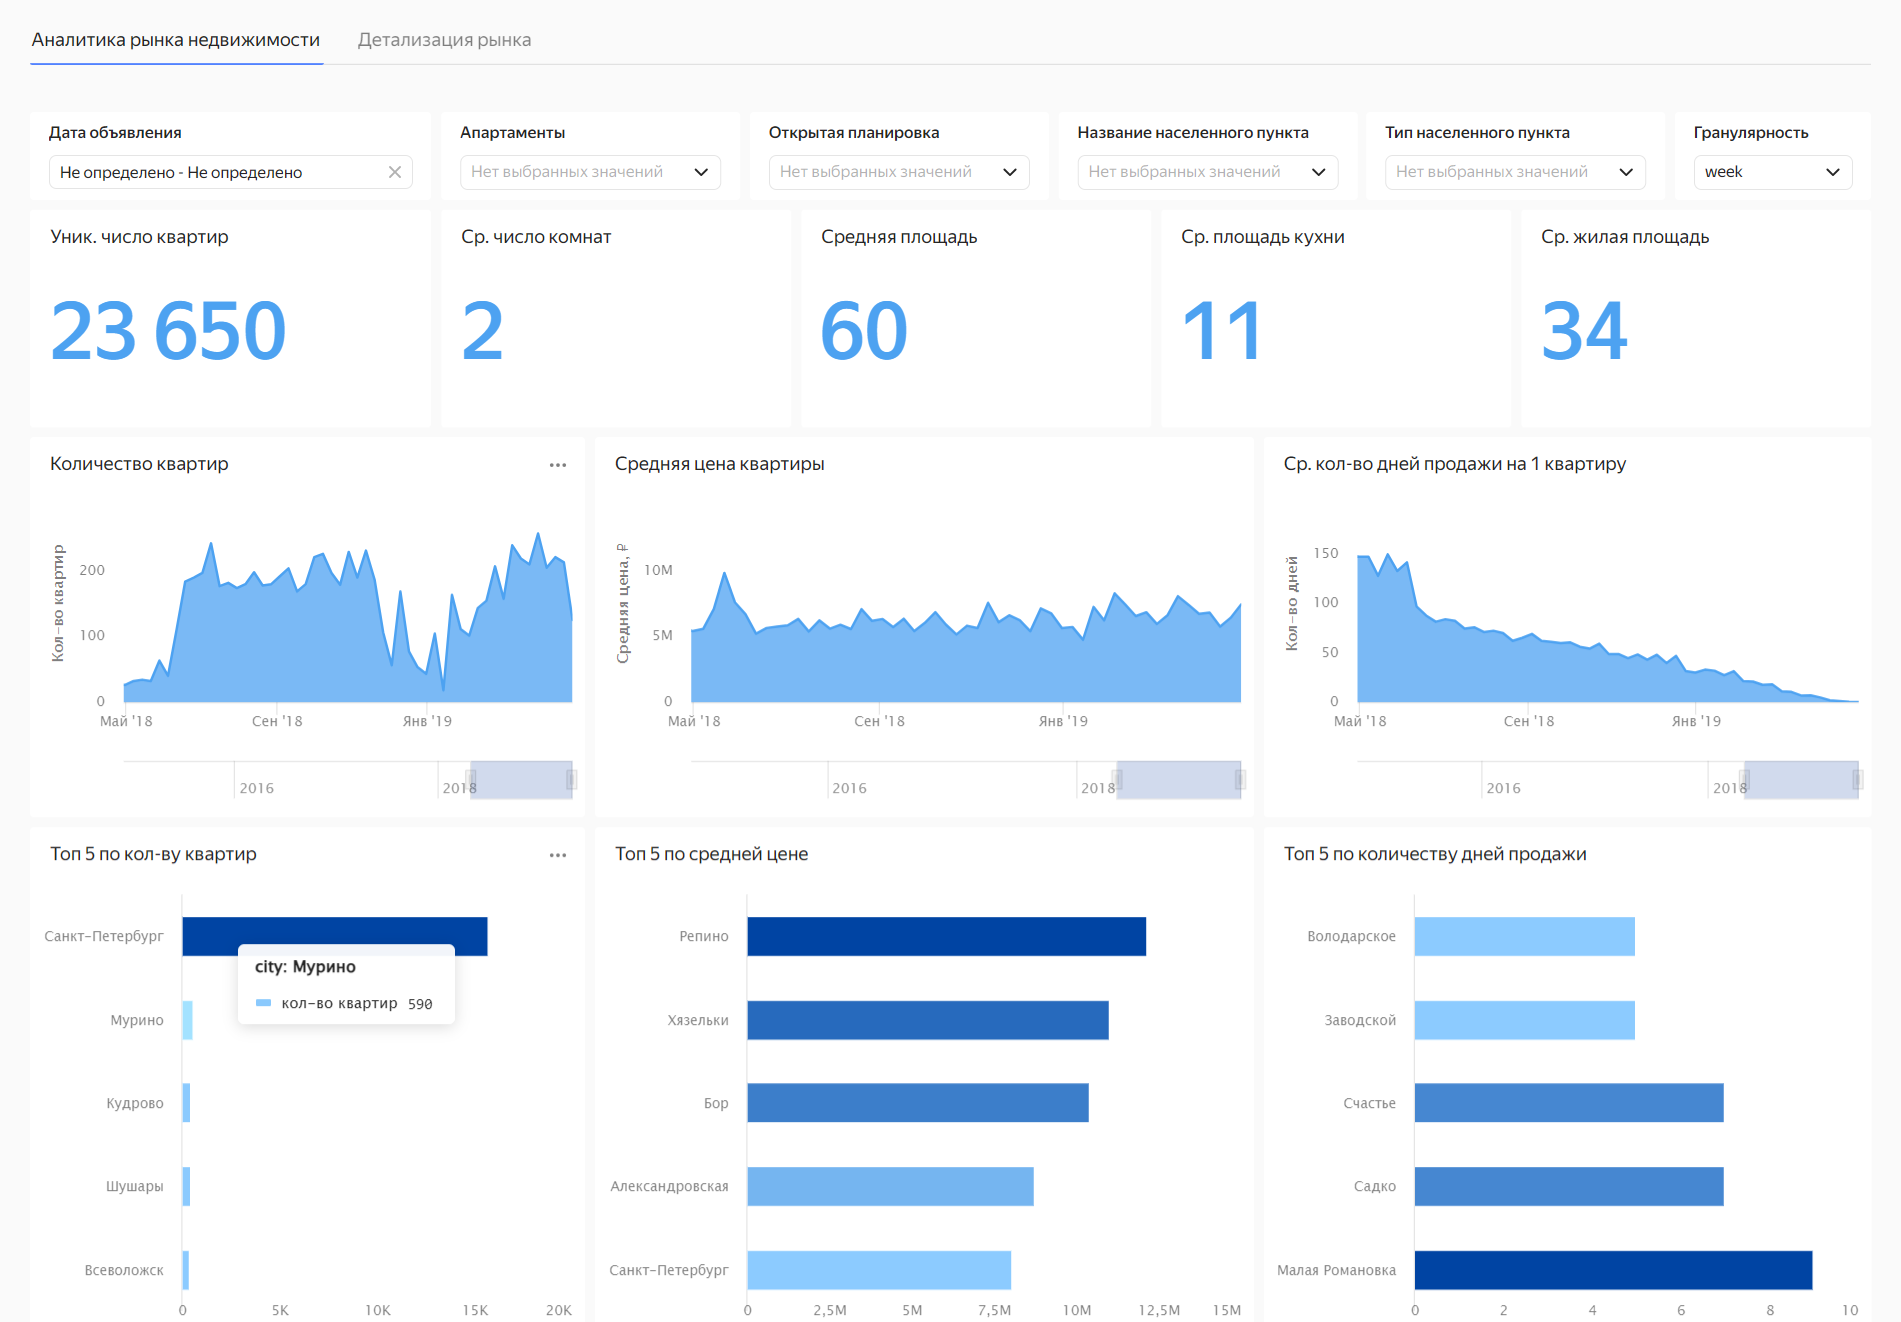 Аналитика рынка недвижимости
Детализация рынка
Дата объявления
Не определено - Не определено
Апартаменты
Нет выбранных значений
Открытая планировка
Нет выбранных значений
Название населенного пункта
Нет выбранных значений
Тип населенного пункта
Нет выбранных значений
Гранулярность
week
Уник. число квартир
23 650
Ср. число комнат
2
Средняя площадь
60
Ср. площадь кухни
11
Ср. жилая площадь
34
Количество квартир
Кол-во квартир
200
100
0
Май '18
Сен '18
Янв '19
2016
2018
Средняя цена квартиры
Средняя цена, ₽
10М
5М
0
Май '18
Сен '18
Янв '19
2016
2018
Ср. кол-во дней продажи на 1 квартиру
Кол-во дней
150
100
50
0
Май '18
Сен '18
Янв '19
2016
2018
Топ 5 по кол-ву квартир
Санкт-Петербург
Мурино
Кудрово
Шушары
Всеволожск
city: Мурино
кол-во квартир 590
0
5K
10K
15K
20K
Топ 5 по средней цене
Репино
Хязельки
Бор
Александровская
Санкт-Петербург
0
2,5M
5M
7,5M
10M
12,5M
15M
Топ 5 по количеству дней продажи
Володарское
Заводской
Счастье
Садко
Малая Романовка
0
2
4
6
8
10